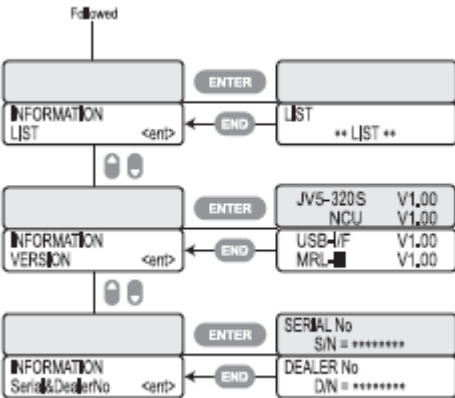 Followed
ENTER
INFORMATION
LIST <ent>
END
LIST
** LIST **
ENTER
JV5-320S V1.00
NCU V1.00
INFORMATION
VERSION <ent>
END
USB-I/F V1.00
MRL- V1.00
ENTER
SERIAL No
S/N = ********
INFORMATION
Serial&DealerNo <ent>
END
DEALER No
D/N = ********